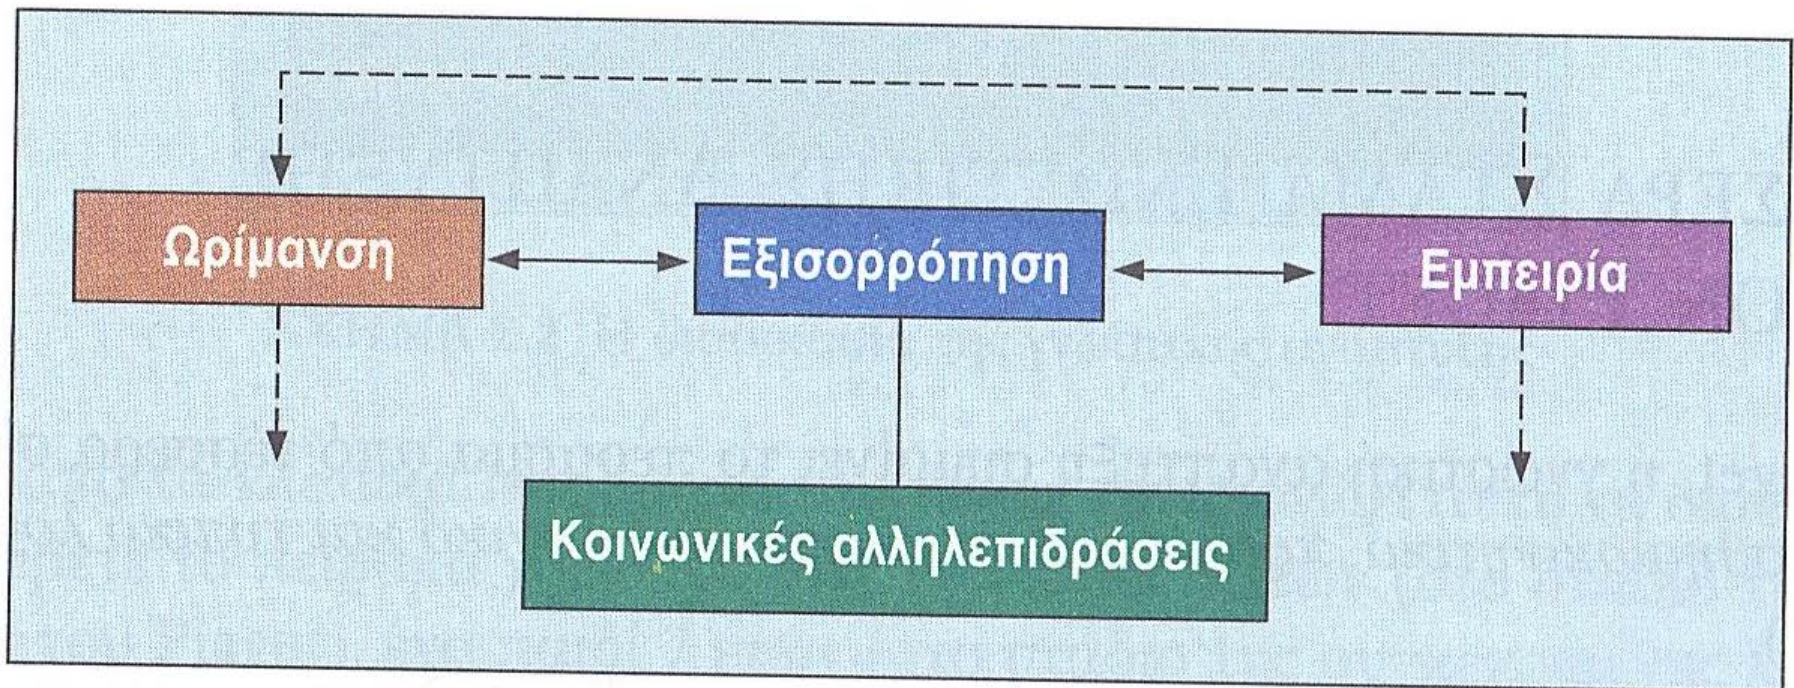 Ωρίμανση
Εξισορρόπηση
Εμπειρία
Κοινωνικές αλληλεπιδράσεις